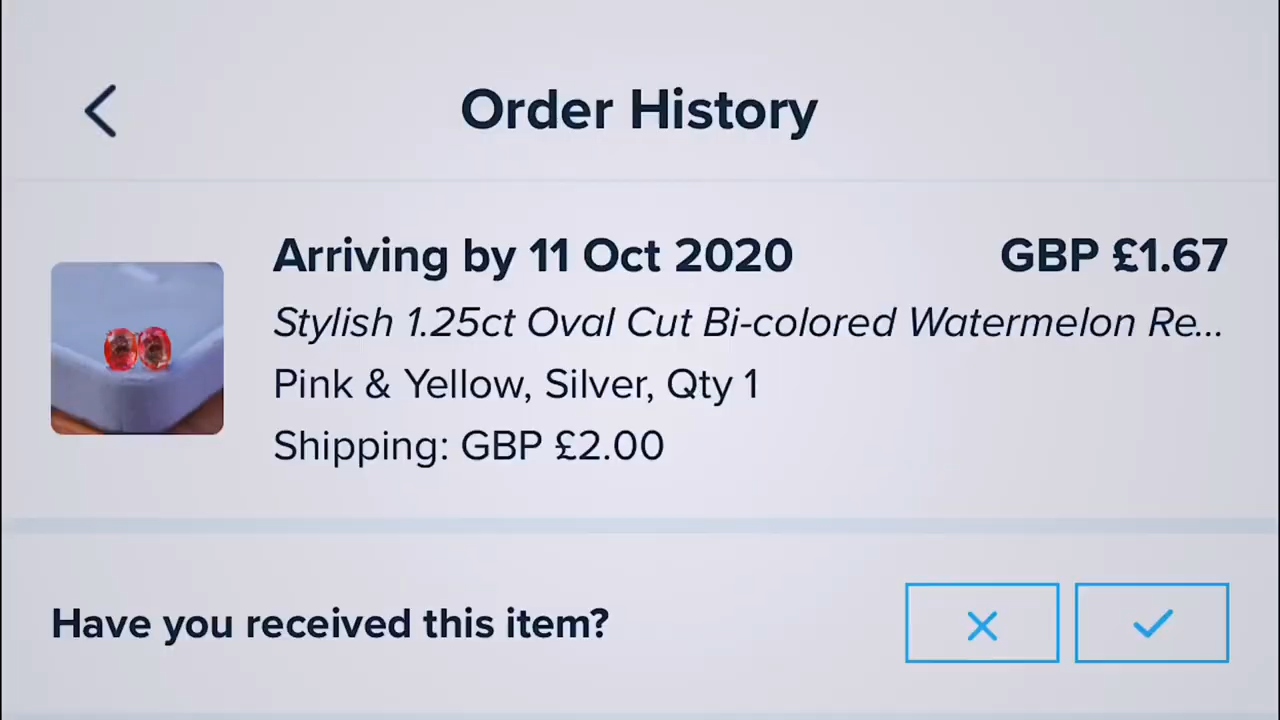 Order History
Arriving by 11 Oct 2020 GBP £1.67
Stylish 1.25ct Oval Cut Bi-colored Watermelon Re...
Pink & Yellow, Silver, Qty 1
Shipping: GBP £2.00
Have you received this item?